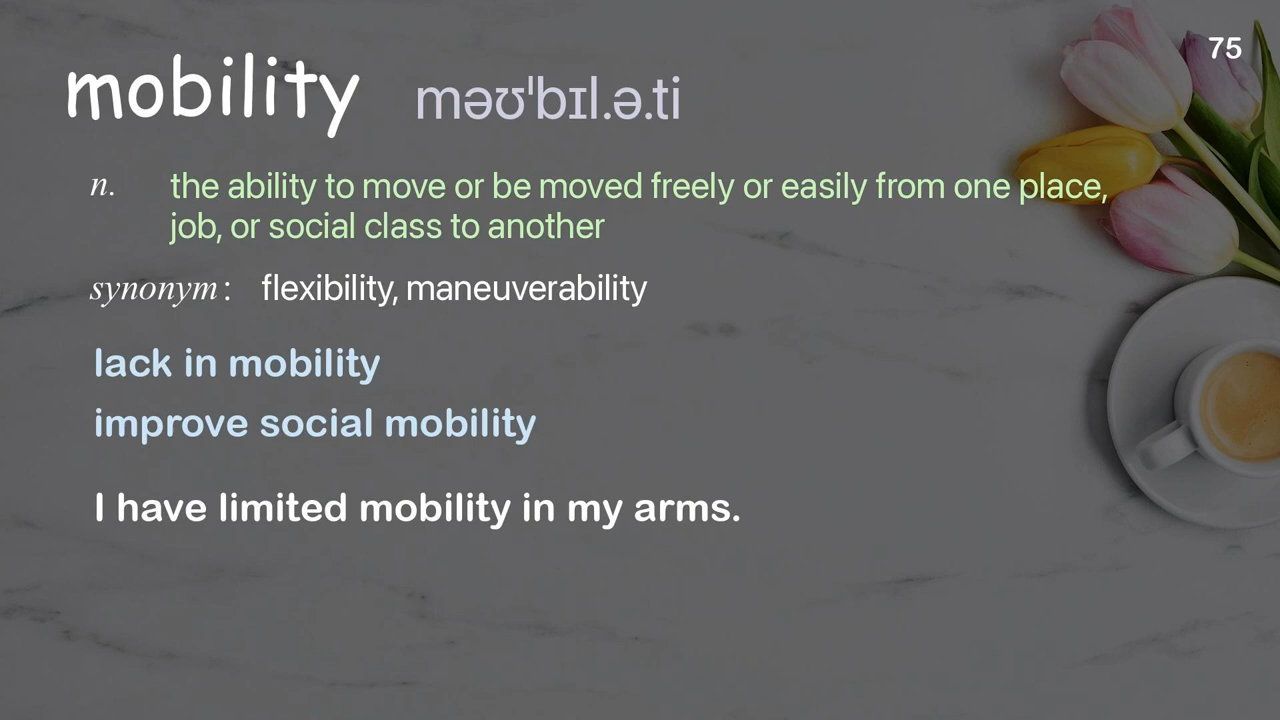 75
mobility məʊˈbɪl.ə.ti
n. the ability to move or be moved freely or easily from one place,
job, or social class to another
synonym: flexibility, maneuverability
lack in mobility
improve social mobility
I have limited mobility in my arms.